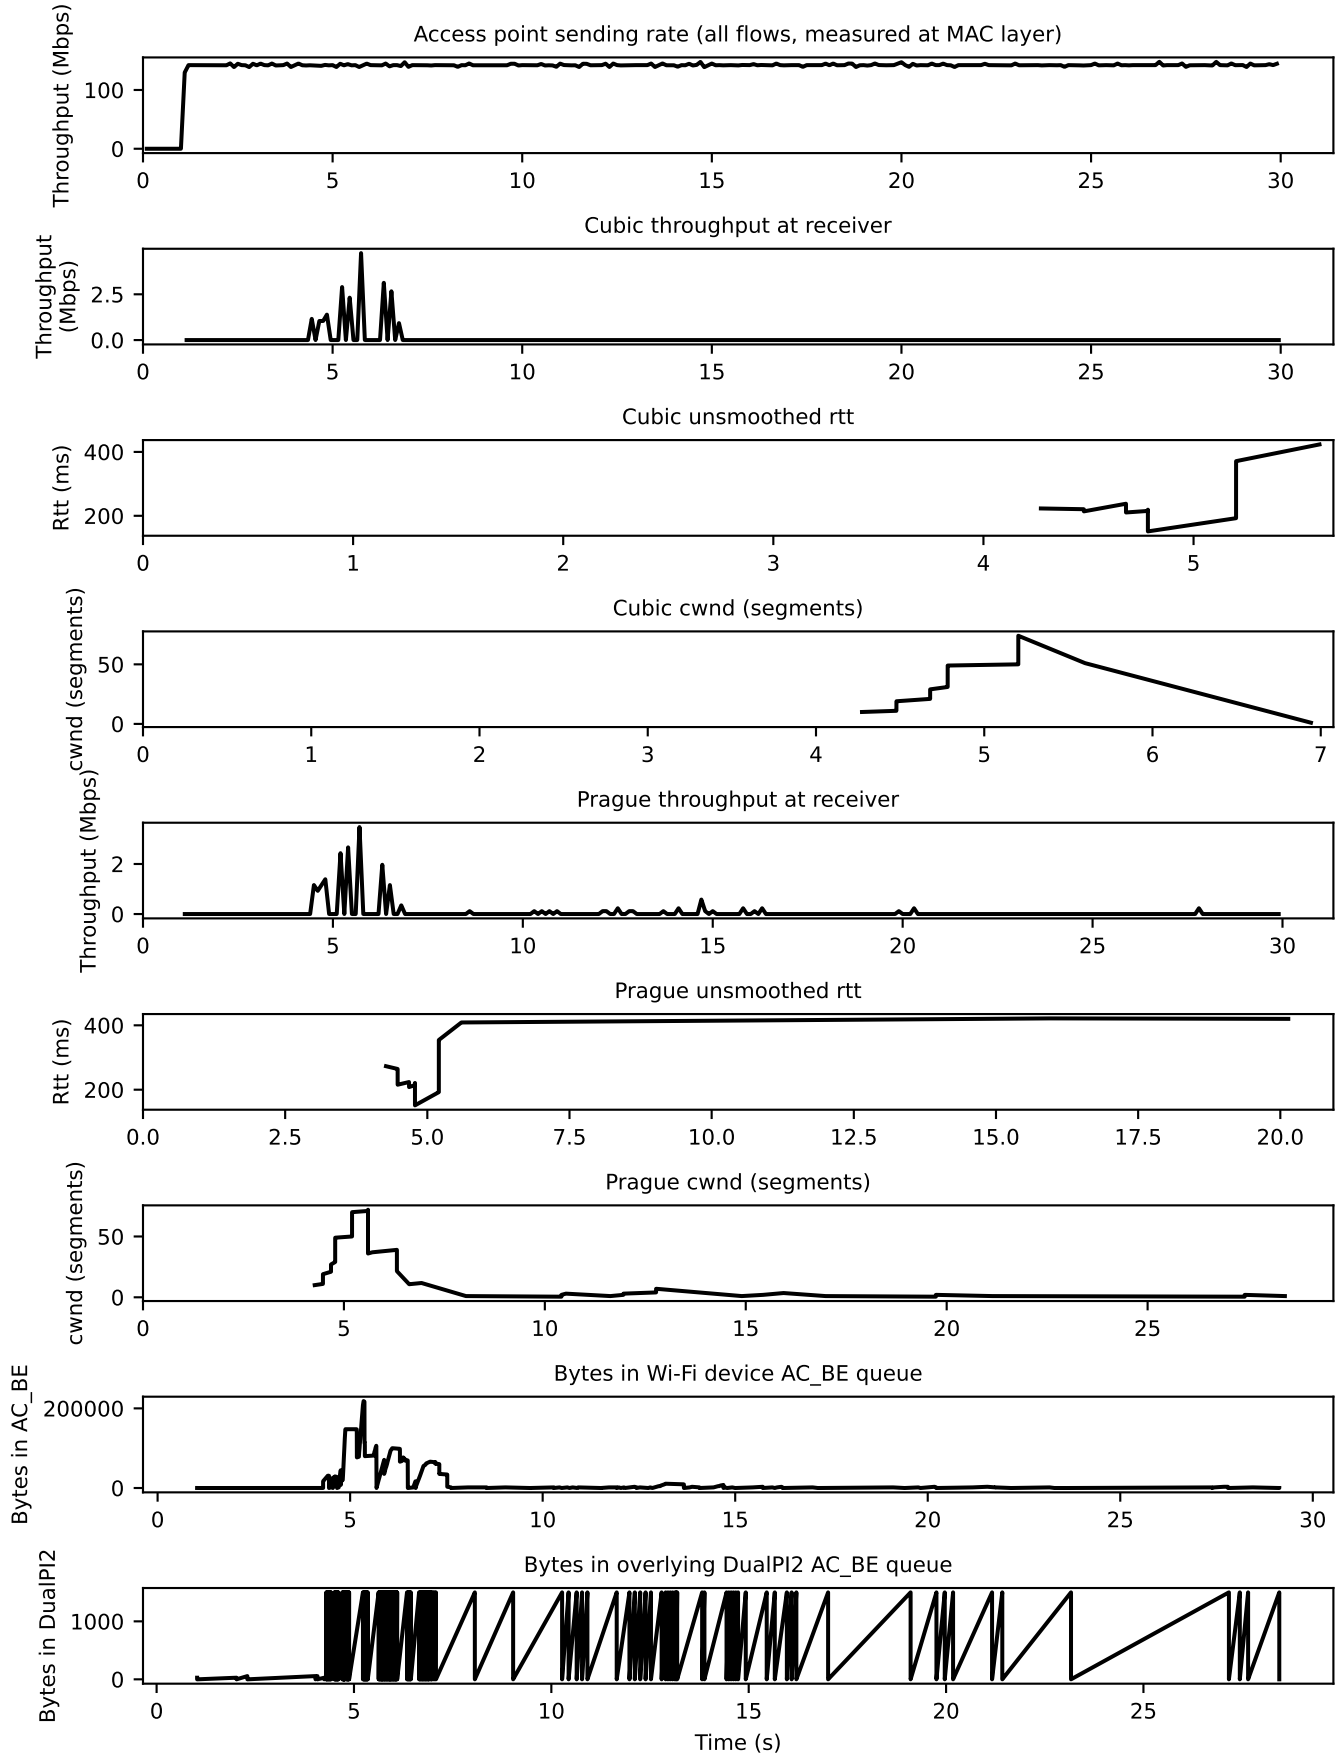 Access point sending rate (all flows, measured at MAC layer)
Throughput (Mbps)
100
0
0 5 10 15 20 25 30
Cubic throughput at receiver
Throughput
(Mbps)
2.5
0.0
0 5 10 15 20 25 30
Cubic unsmoothed rtt
Rtt (ms)
400
200
0 1 2 3 4 5
Cubic cwnd (segments)
cwnd (segments)
50
0
0 1 2 3 4 5 6 7
Prague throughput at receiver
Throughput (Mbps)
2
0
0 5 10 15 20 25 30
Prague unsmoothed rtt
Rtt (ms)
400
200
0.0 2.5 5.0 7.5 10.0 12.5 15.0 17.5 20.0
Prague cwnd (segments)
cwnd (segments)
50
0
0 5 10 15 20 25
Bytes in Wi-Fi device AC_BE queue
Bytes in AC_BE
200000
0
0 5 10 15 20 25 30
Bytes in overlying DualPI2 AC_BE queue
Bytes in DualPI2
1000
0
0 5 10 15 20 25
Time (s)